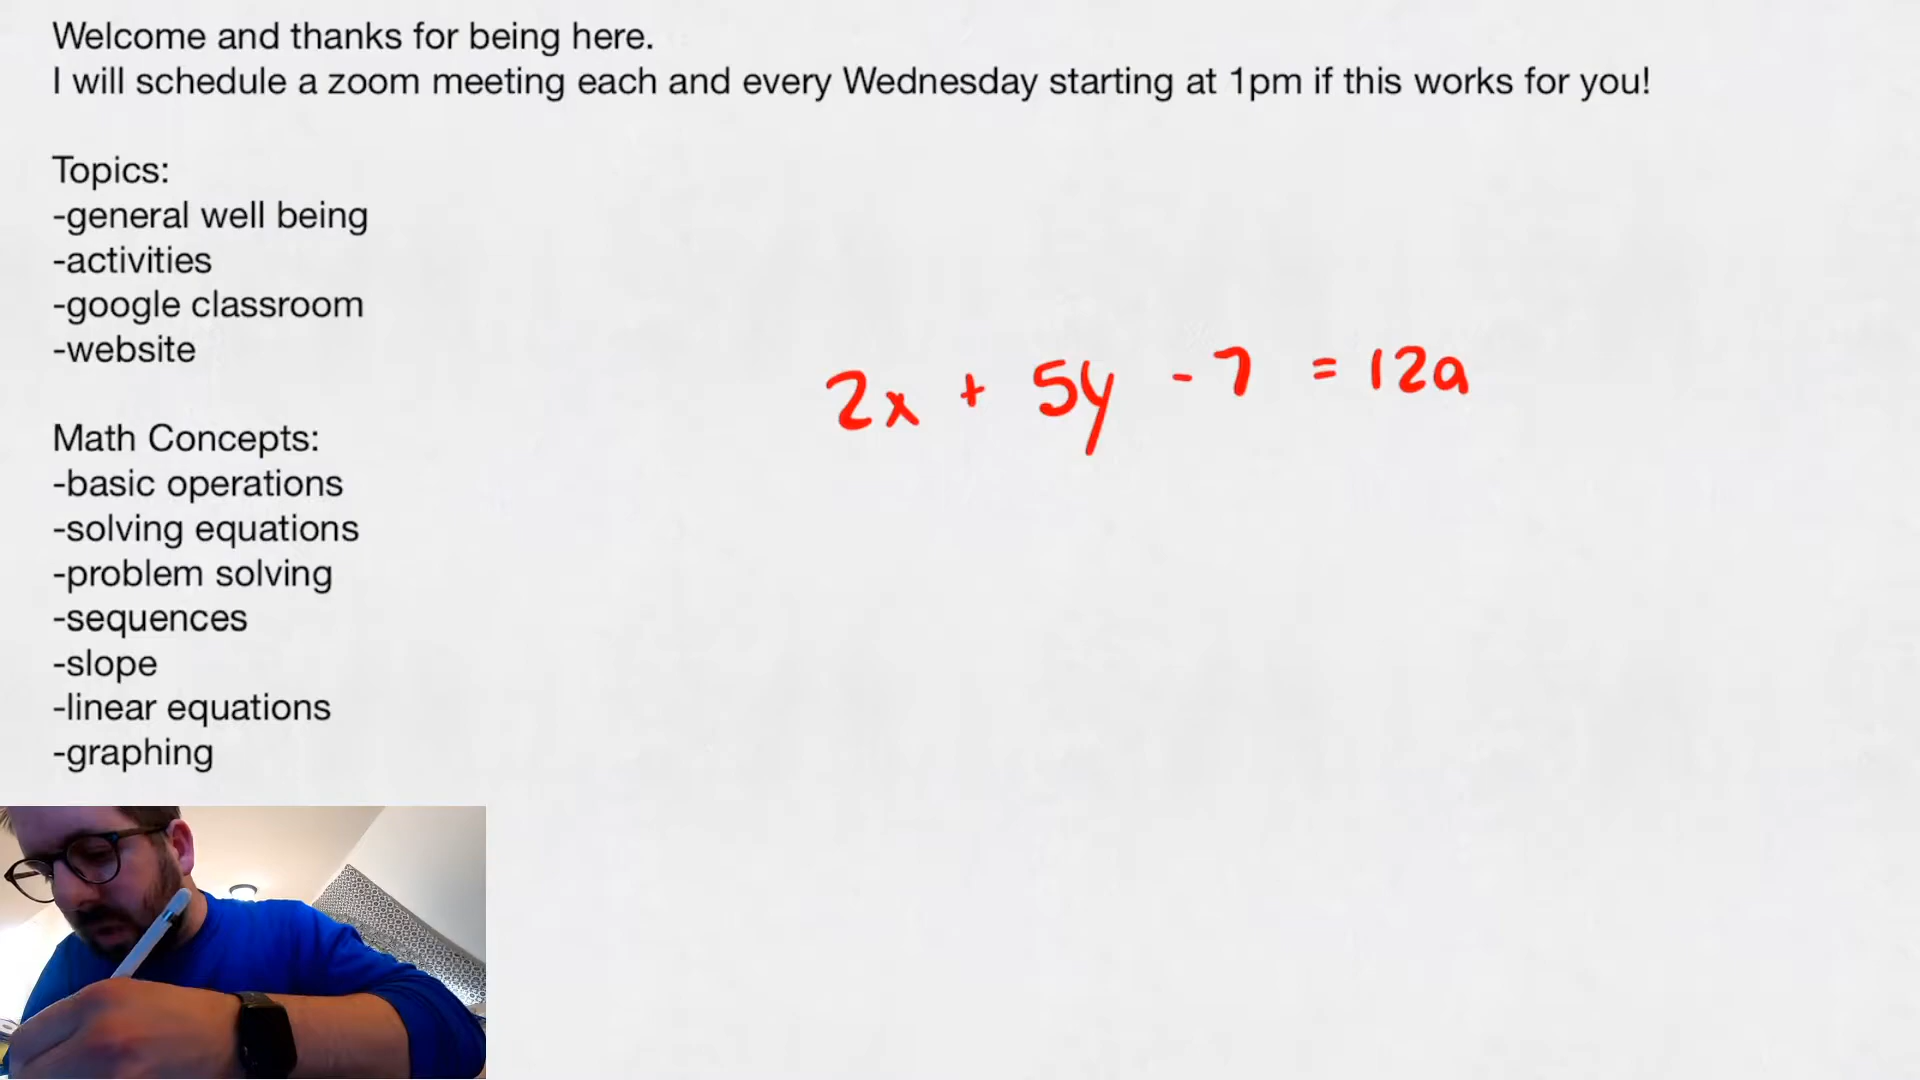 Welcome and thanks for being here.
I will schedule a zoom meeting each and every Wednesday starting at 1pm if this works for you!
Topics:
-general well being
-activities
-google classroom
-website
Math Concepts:
-basic operations
-solving equations
-problem solving
-sequences
-slope
-linear equations
-graphing
2x + 5y - 7 = 12a